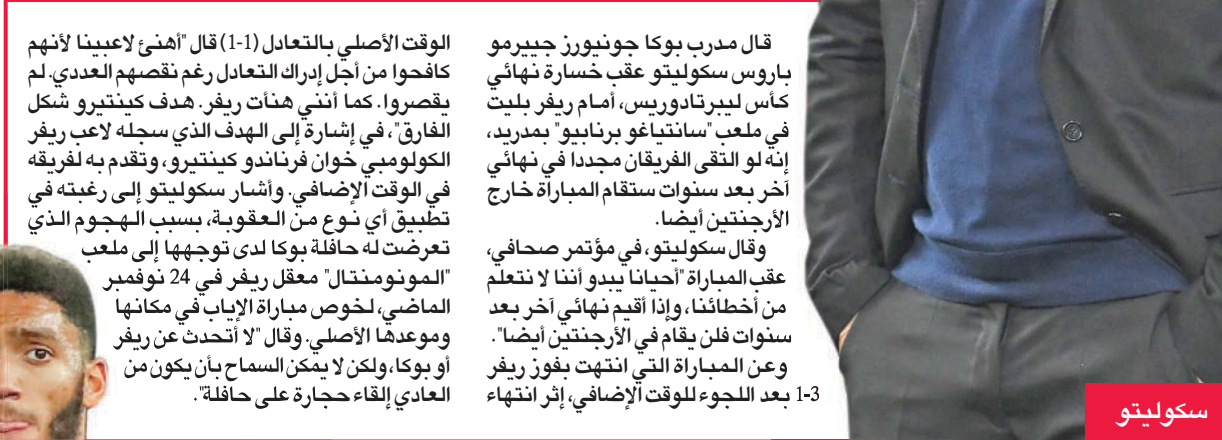 قال مدرب بوكا جونيورز جييرمو
باروس سكوليتو عقب خسارة نهائي
كأس ليبرتادوريس، أمام ريفر بليت
في ملعب "سانتياغو برنابيو" بمدريد،
إنه لو التقى الفريقان مجددا في نهائي
آخر بعد سنوات ستقام المباراة خارج
الأرجنتين أيضا.
وقال سكوليتو، في مؤتمر صحافي،
عقب المباراة "أحيانا يبدو أننا لا نتعلم
من أخطائنا، وإذا أقيم نهائي آخر بعد
سنوات فلن يقام في الأرجنتين أيضا".
وعن المباراة التي انتهت بفوز ريفر
3-1 بعد اللجوء للوقت الإضافي، إثر انتهاء
الوقت الأصلي بالتعادل (1-1) قال "أهنئ لاعبينا لأنهم
كافحوا من أجل إدراك التعادل رغم نقصهم العددي. لم
يقصروا. كما أنني هنأت ريفر. هدف كينتيرو شكل
الفارق"، في إشارة إلى الهدف الذي سجله لاعب ريفر
الكولومبي خوان فرناندو كينتيرو، وتقدم به لفريقه
في الوقت الإضافي. وأشار سكوليتو إلى رغبته في
تطبيق أي نوع من العقوبة، بسبب الهجوم الذي
تعرضت له حافلة بوكا لدى توجهها إلى ملعب
"المونومنتال" معقل ريفر في 24 نوفمبر
الماضي، لخوص مباراة الإياب في مكانها
وموعدها الأصلي. وقال "لا أتحدث عن ريفر
أو بوكا، ولكن لا يمكن السماح بأن يكون من
العادي إلقاء حجارة على حافلة".
سكوليتو